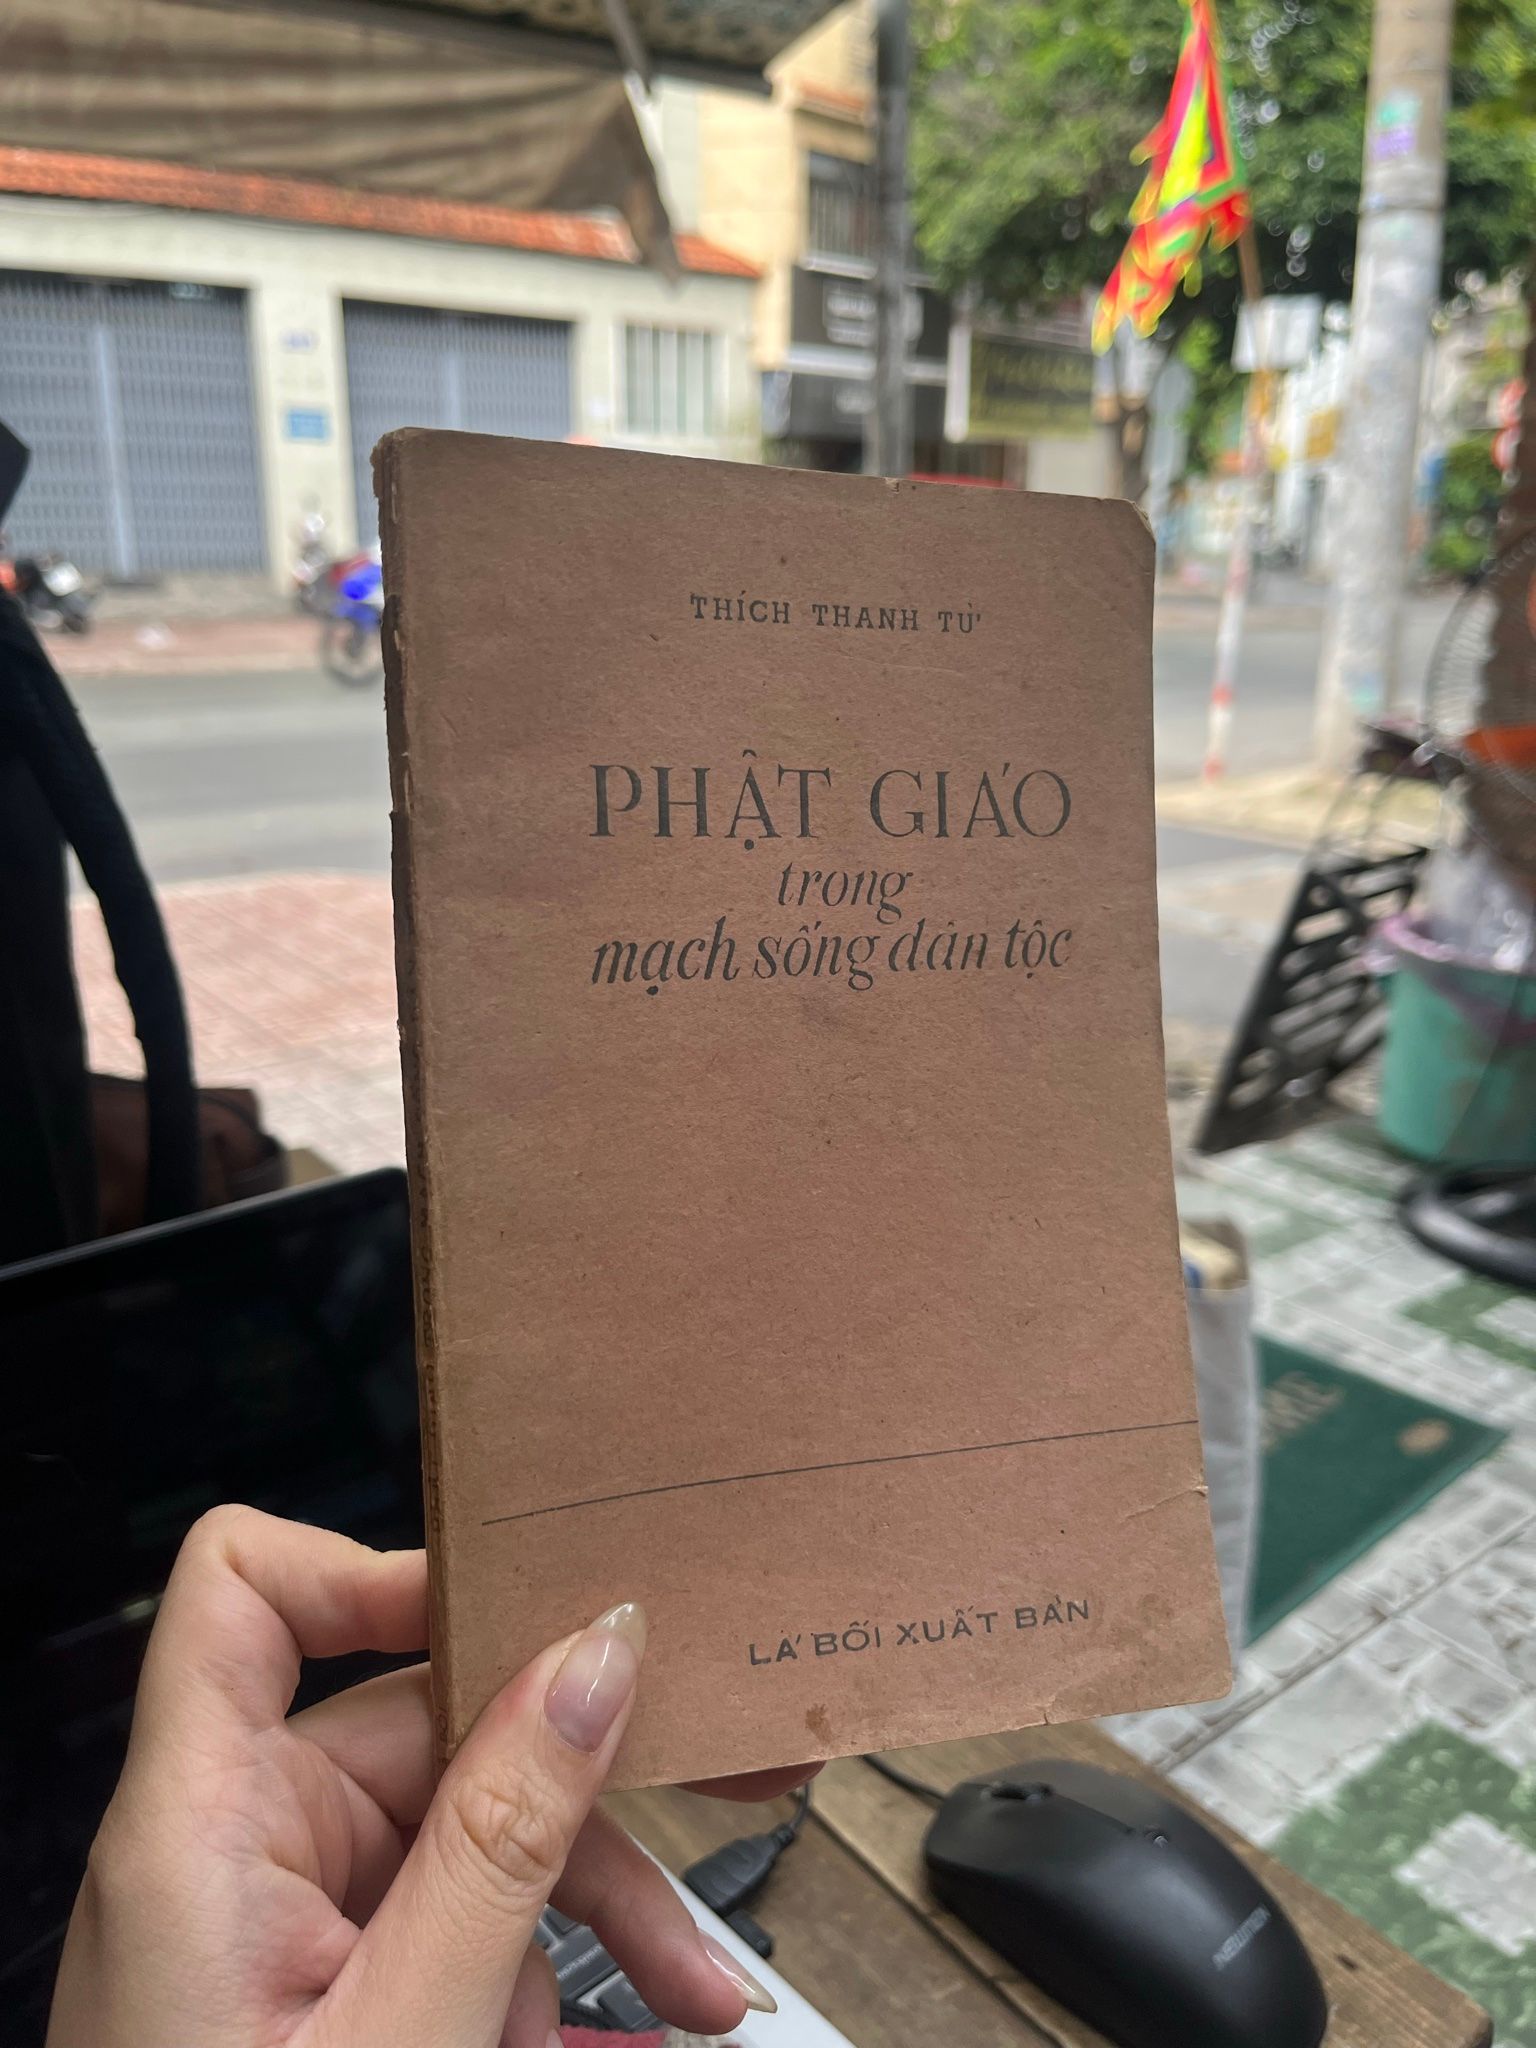 THÍCH THANH TỪ
PHẬT GIÁO
trong
mạch sống dân tộc
LÁ BỐI XUẤT BẢN